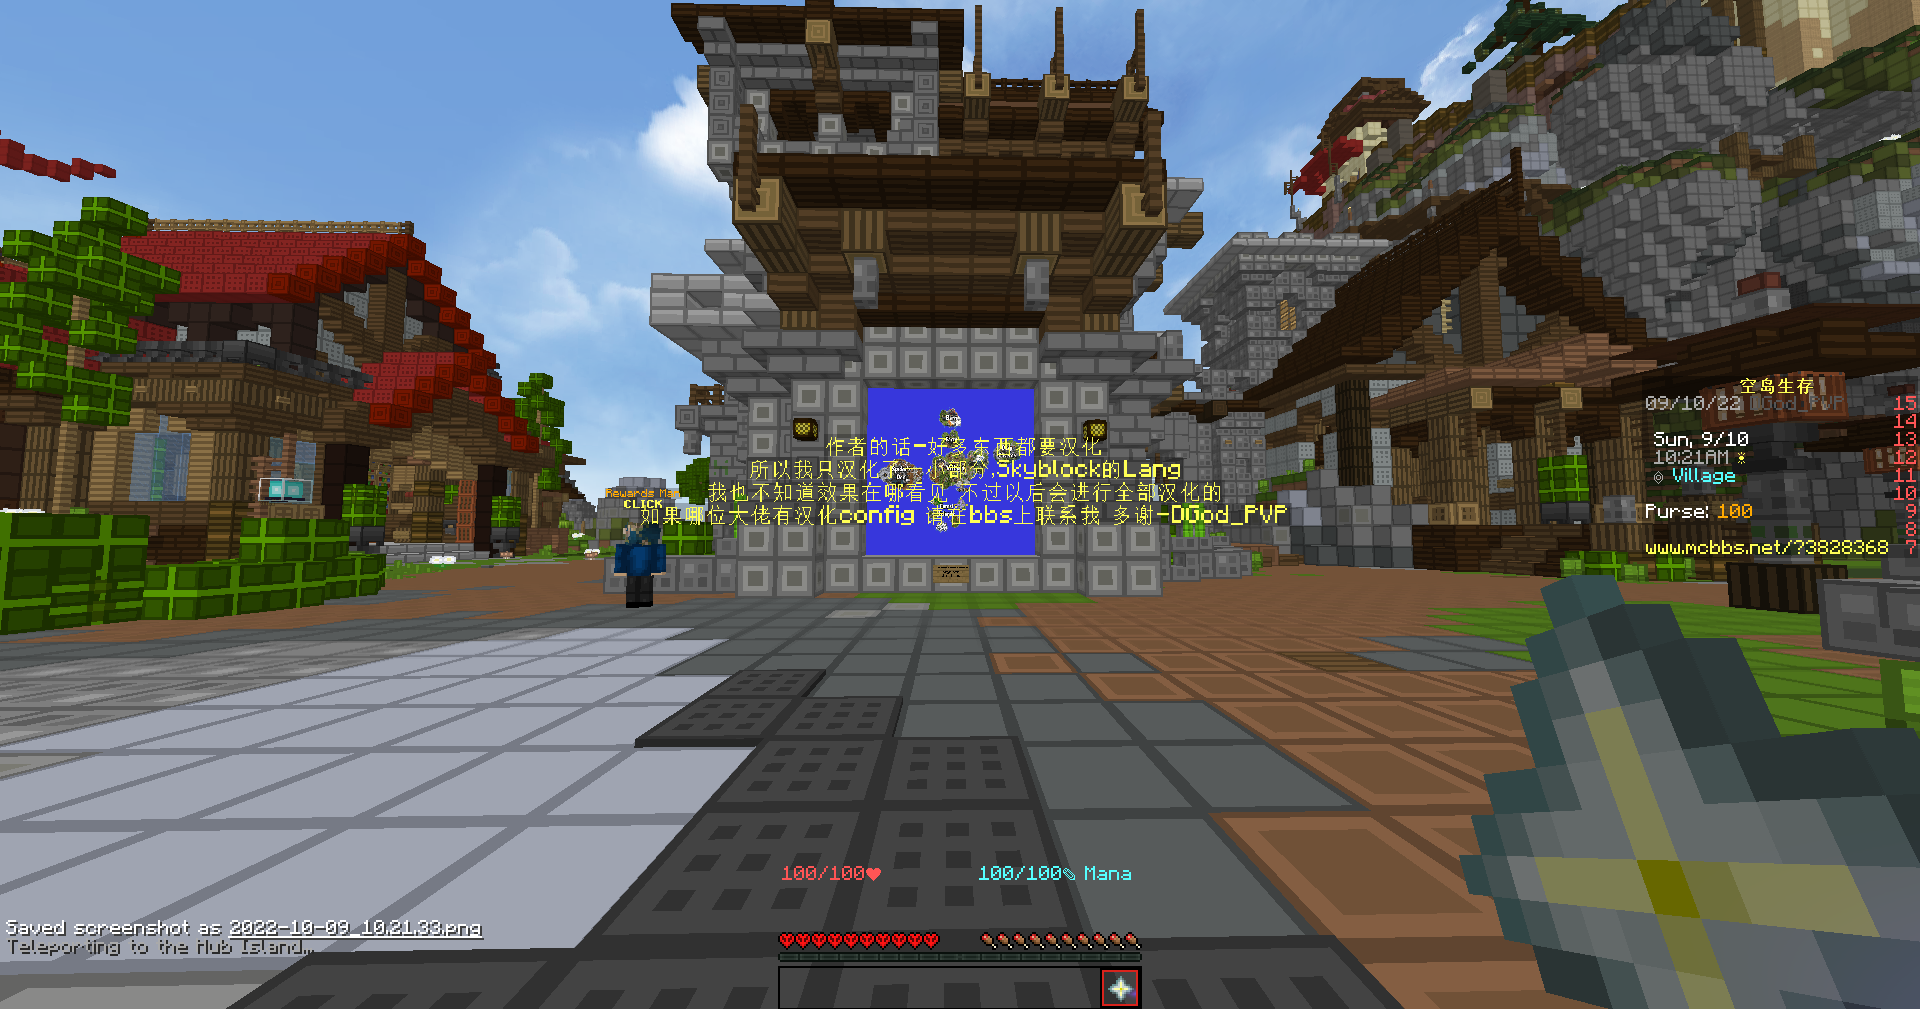 空岛生存
09/10/22 DGod_PVP
Sun, 9/10
10:21AM ☀
Village
Purse: 100
www.mcbbs.net/?3828368
15
14
13
12
11
10
9
8
7
作者的话-好多东西都要汉化
所以我只汉化了一小部分,Skyblock的Lang
我也不知道效果在哪看见 不过以后会进行全部汉化的
如果哪位大佬有汉化config 请在bbs上联系我 多谢-DGod_PVP
Rewards Man
CLICK
100/100❤
100/100✎ Mana
Saved screenshot as 2022-10-09_10.21.33.png
Teleporting to the Hub Island...